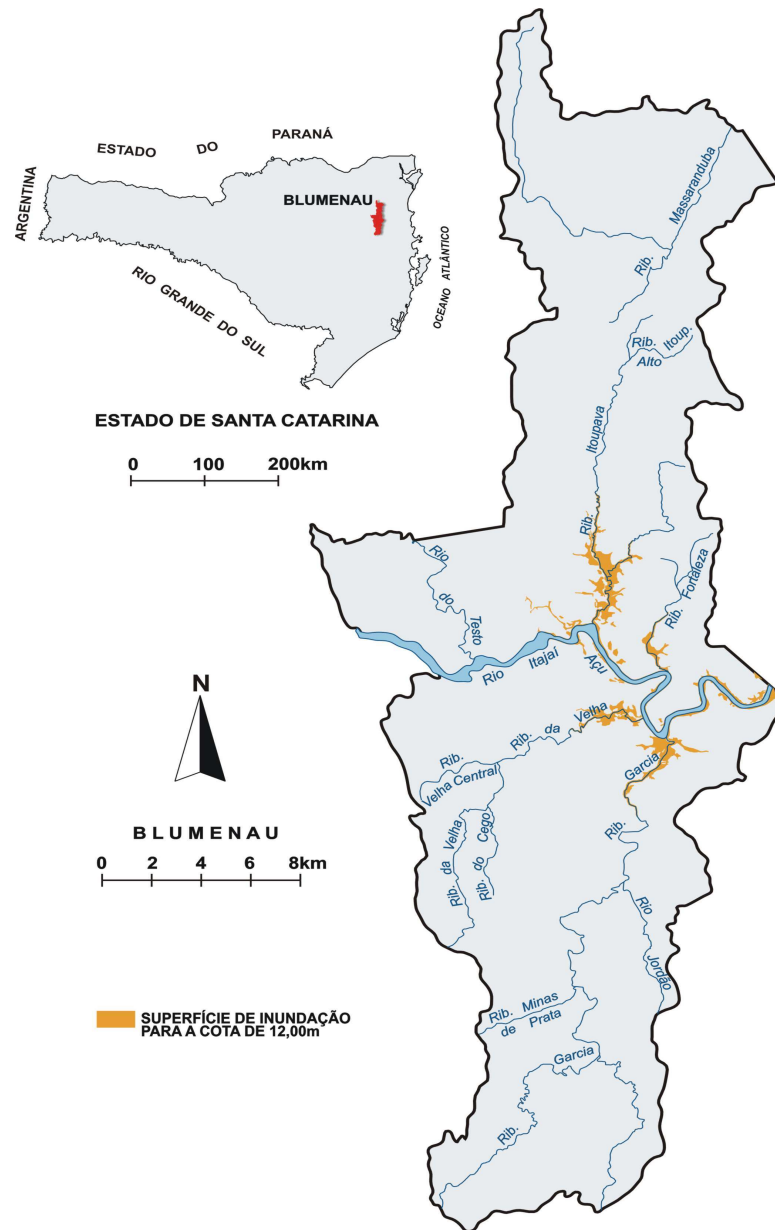 ESTADO DO PARANÁ
ARGENTINA
BLUMENAU
OCEANO ATLÂNTICO
RIO GRANDE DO SUL
ESTADO DE SANTA CATARINA
0 100 200km
Rib. Massaranduba
Rib.
Alto Itoup.
Rib. Itoupava
Rib. Fortaleza
Rio do Testo
Rio Itajaí Açu
N
Rib. da Velha
Rib.
Velha Central
Rib. da Velha
Rib. do Cego
Rib. Garcia
BLUMENAU
0 2 4 6 8km
Rio Jordão
Rib. Minas
de Prata
SUPERFÍCIE DE INUNDAÇÃO
PARA A COTA DE 12,00m
Rib. Garcia